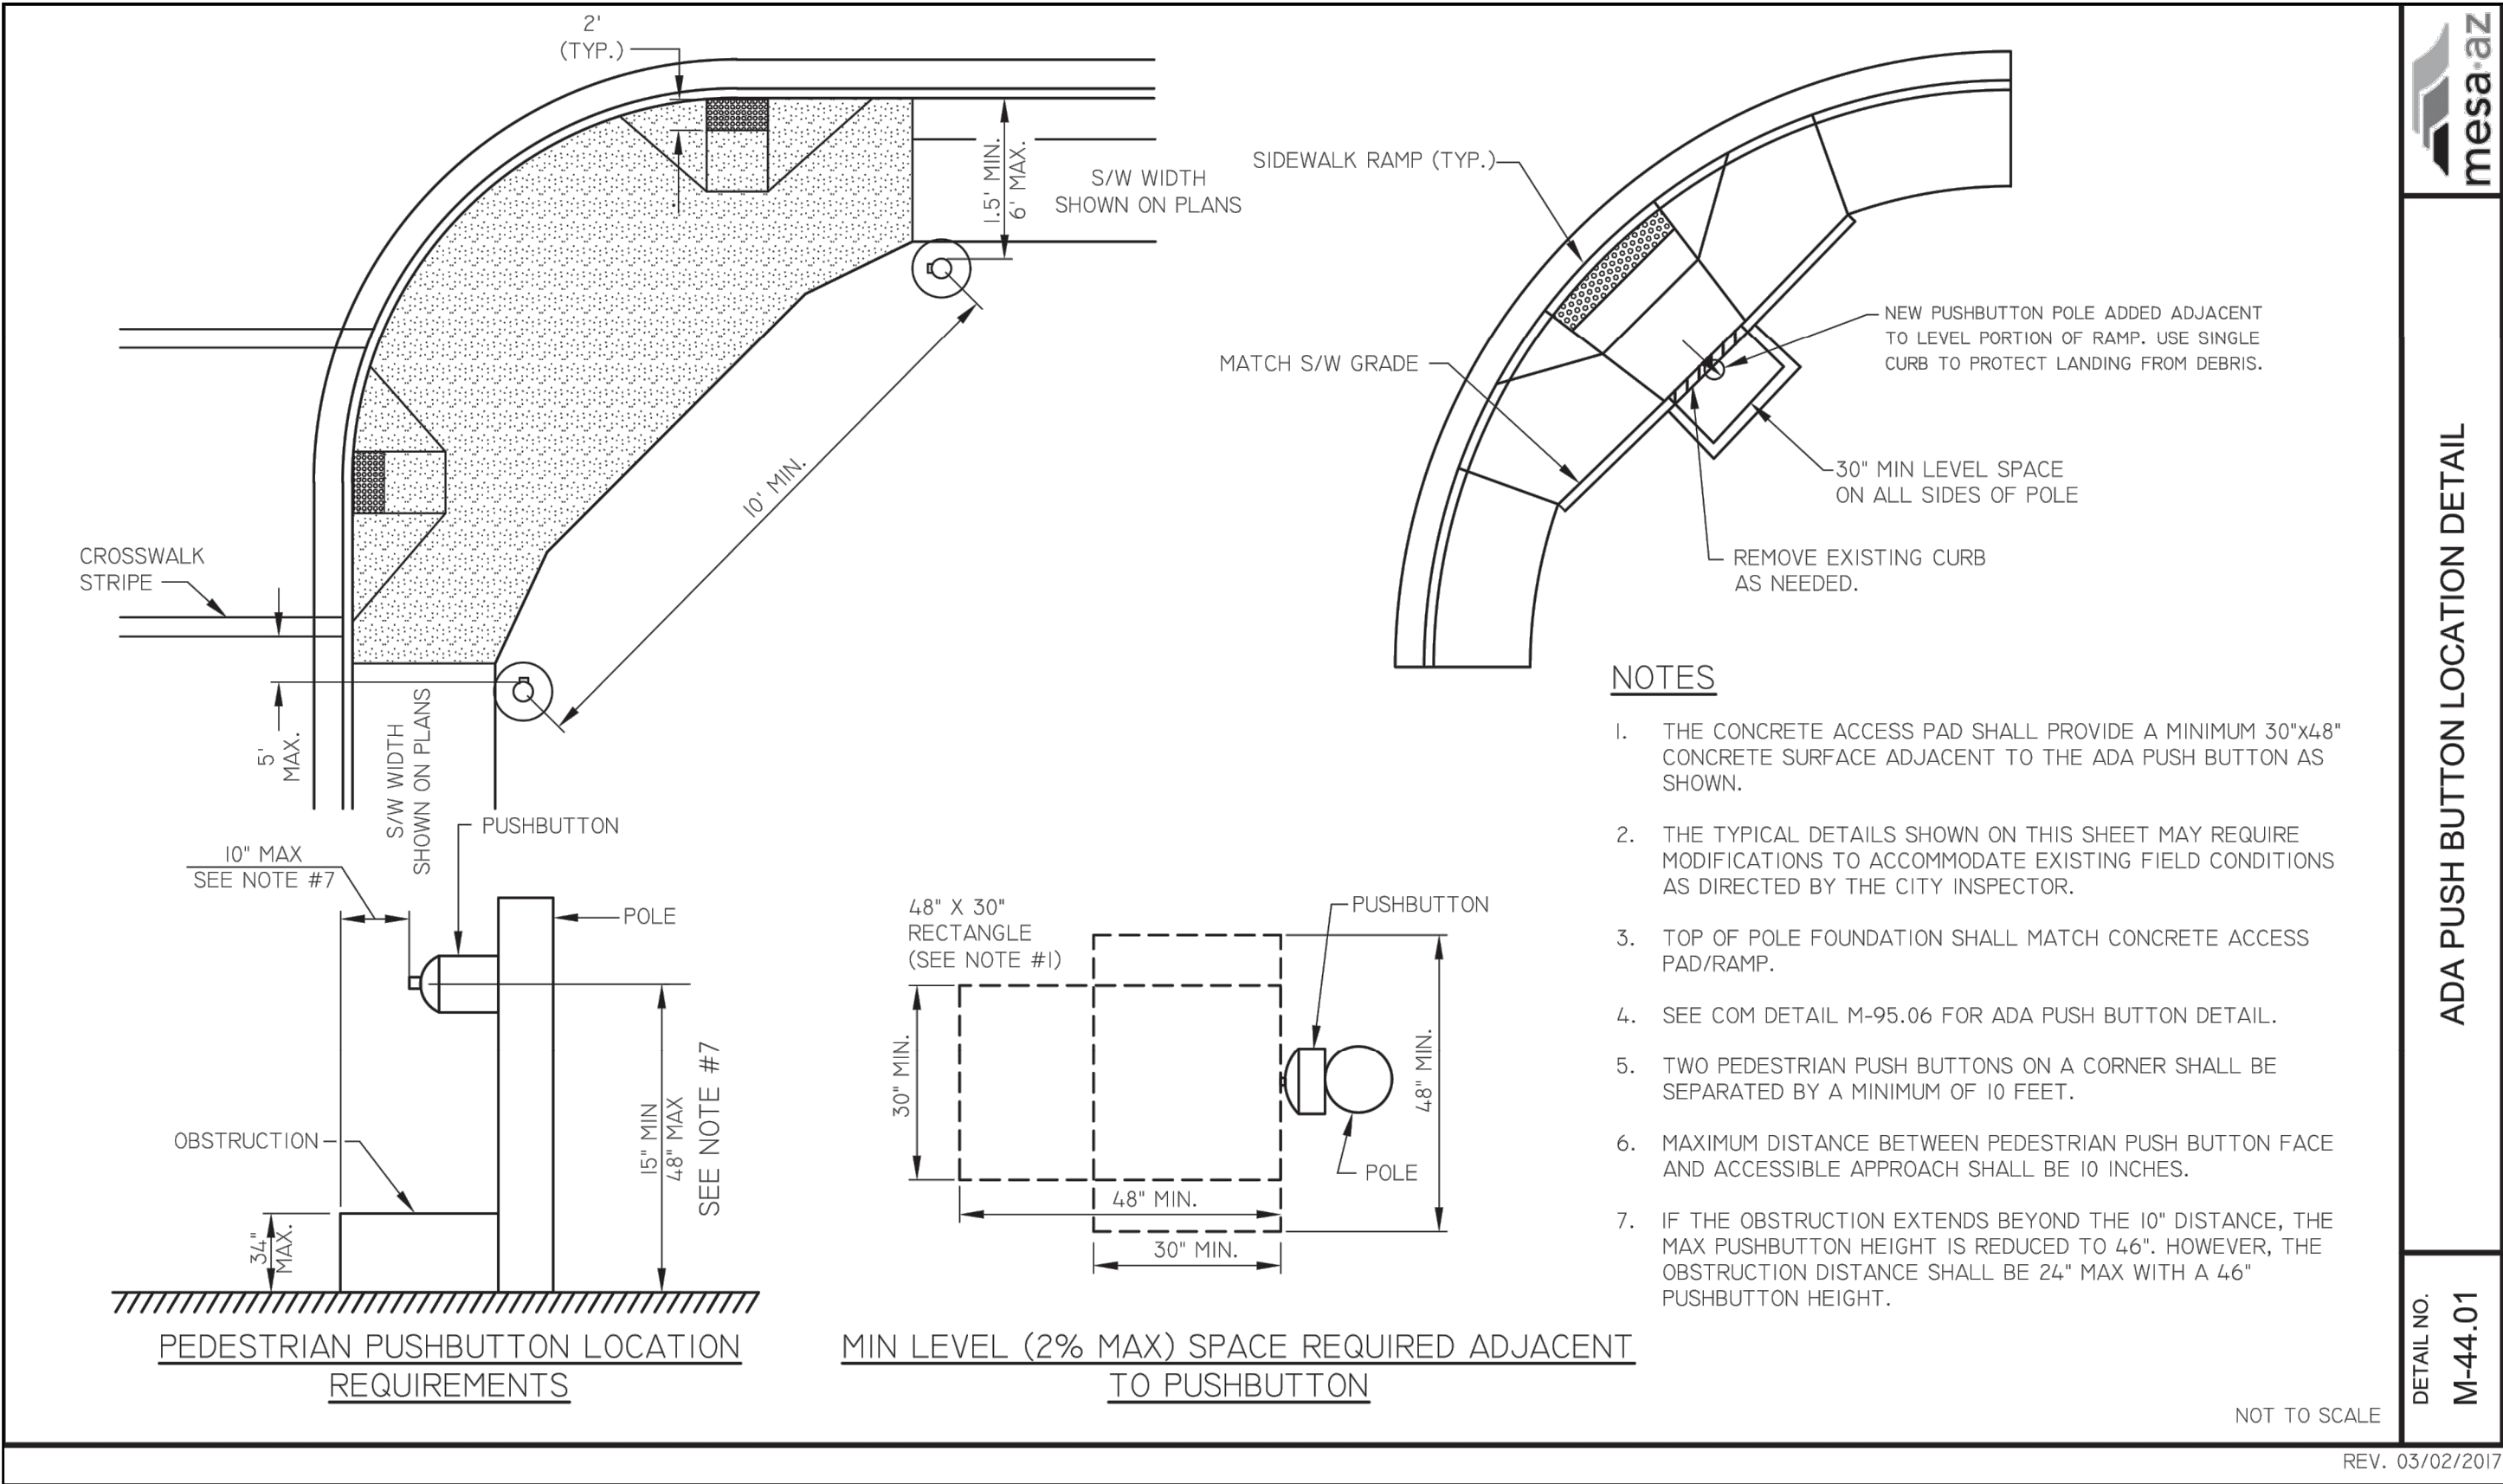 2'
(TYP.)
1.5' MIN.
6' MAX.
S/W WIDTH
SHOWN ON PLANS
10' MIN.
CROSSWALK
STRIPE
5'
MAX.
S/W WIDTH
SHOWN ON PLANS
SIDEWALK RAMP (TYP.)
MATCH S/W GRADE
NEW PUSHBUTTON POLE ADDED ADJACENT
TO LEVEL PORTION OF RAMP. USE SINGLE
CURB TO PROTECT LANDING FROM DEBRIS.
30" MIN LEVEL SPACE
ON ALL SIDES OF POLE
REMOVE EXISTING CURB
AS NEEDED.
10" MAX
SEE NOTE #7
PUSHBUTTON
POLE
OBSTRUCTION
34"
MAX.
15" MIN
48" MAX
SEE NOTE #7
PEDESTRIAN PUSHBUTTON LOCATION
REQUIREMENTS
48" X 30"
RECTANGLE
(SEE NOTE #1)
30" MIN.
48" MIN.
30" MIN.
48" MIN.
PUSHBUTTON
POLE
MIN LEVEL (2% MAX) SPACE REQUIRED ADJACENT
TO PUSHBUTTON
NOTES
1. THE CONCRETE ACCESS PAD SHALL PROVIDE A MINIMUM 30"x48"
CONCRETE SURFACE ADJACENT TO THE ADA PUSH BUTTON AS
SHOWN.
2. THE TYPICAL DETAILS SHOWN ON THIS SHEET MAY REQUIRE
MODIFICATIONS TO ACCOMMODATE EXISTING FIELD CONDITIONS
AS DIRECTED BY THE CITY INSPECTOR.
3. TOP OF POLE FOUNDATION SHALL MATCH CONCRETE ACCESS
PAD/RAMP.
4. SEE COM DETAIL M-95.06 FOR ADA PUSH BUTTON DETAIL.
5. TWO PEDESTRIAN PUSH BUTTONS ON A CORNER SHALL BE
SEPARATED BY A MINIMUM OF 10 FEET.
6. MAXIMUM DISTANCE BETWEEN PEDESTRIAN PUSH BUTTON FACE
AND ACCESSIBLE APPROACH SHALL BE 10 INCHES.
7. IF THE OBSTRUCTION EXTENDS BEYOND THE 10" DISTANCE, THE
MAX PUSHBUTTON HEIGHT IS REDUCED TO 46". HOWEVER, THE
OBSTRUCTION DISTANCE SHALL BE 24" MAX WITH A 46"
PUSHBUTTON HEIGHT.
NOT TO SCALE
mesa·az
ADA PUSH BUTTON LOCATION DETAIL
DETAIL NO.
M-44.01
REV. 03/02/2017